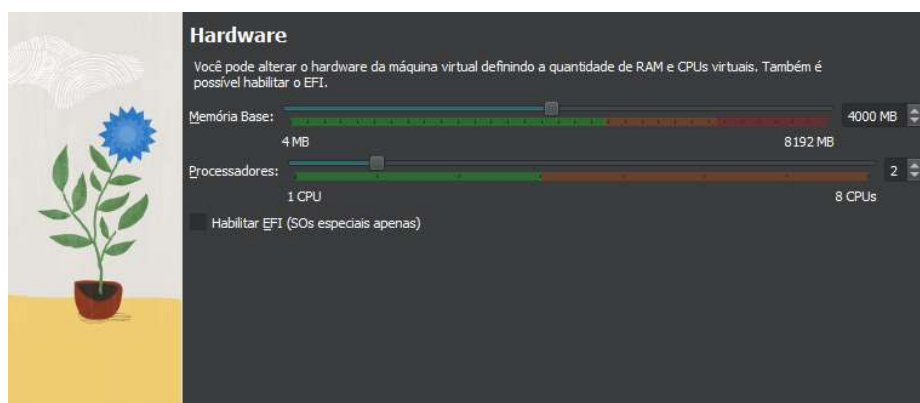 Hardware
Você pode alterar o hardware da máquina virtual definindo a quantidade de RAM e CPUs virtuais. Também é
possível habilitar o EFI.
Memória Base: 4000 MB
4 MB 8192 MB
Processadores: 2
1 CPU 8 CPUs
Habilitar EFI (SOs especiais apenas)